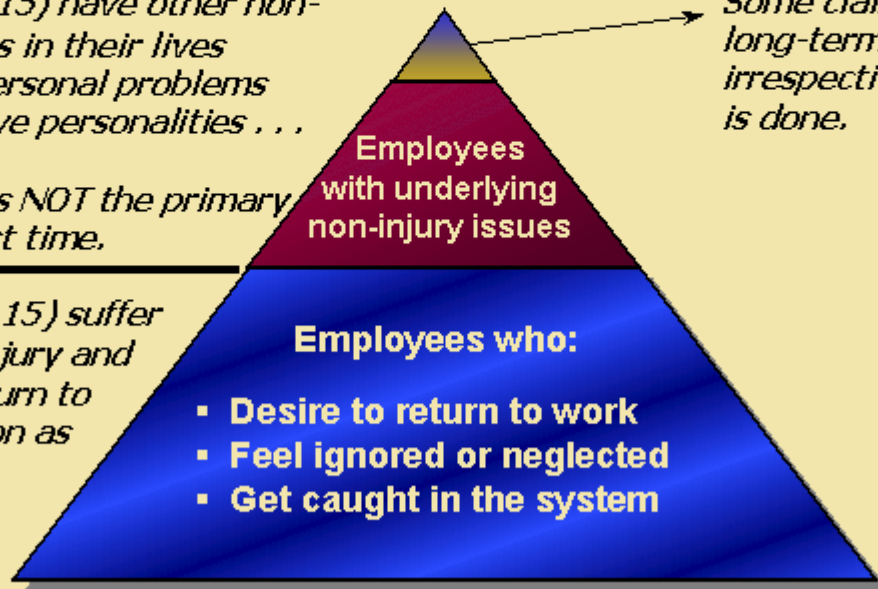 15) have other non-
s in their lives
ersonal problems
ve personalities . . .
s NOT the primary
t time.
15) suffer
jury and
urn to
on as
Some clai
long-term
irrespecti
is done.
Employees
with underlying
non-injury issues
Employees who:
▪ Desire to return to work
▪ Feel ignored or neglected
▪ Get caught in the system